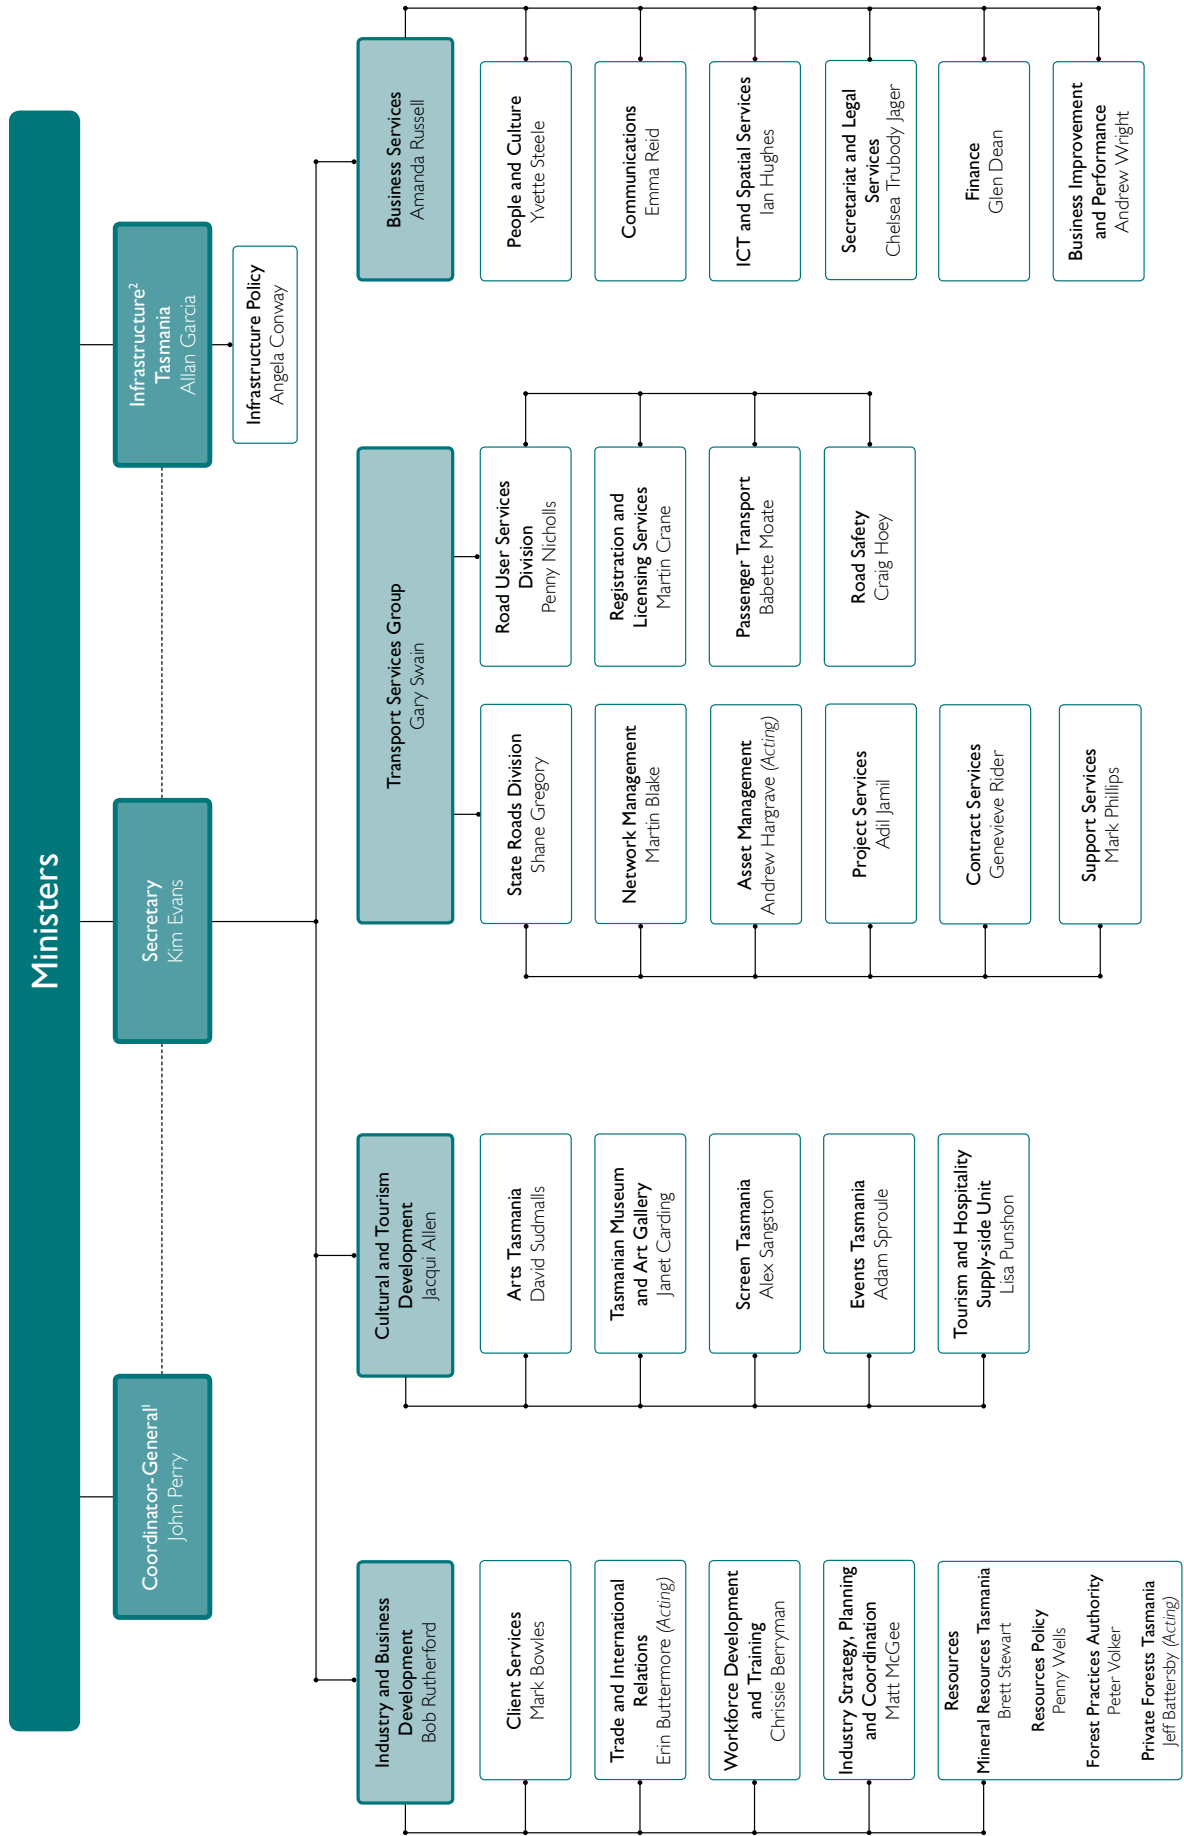 Ministers
Coordinator-General¹
John Perry
Secretary
Kim Evans
Infrastructure²
Tasmania
Allan Garcia
Infrastructure Policy
Angela Conway
Industry and Business
Development
Bob Rutherford
Client Services
Mark Bowles
Trade and International
Relations
Erin Buttermore (Acting)
Workforce Development
and Training
Chrissie Berryman
Industry Strategy, Planning
and Coordination
Matt McGee
Resources
Mineral Resources Tasmania
Brett Stewart
Resources Policy
Penny Wells
Forest Practices Authority
Peter Volker
Private Forests Tasmania
Jeff Battersby (Acting)
Cultural and Tourism
Development
Jacqui Allen
Arts Tasmania
David Sudmalls
Tasmanian Museum
and Art Gallery
Janet Carding
Screen Tasmania
Alex Sangston
Events Tasmania
Adam Sproule
Tourism and Hospitality
Supply-side Unit
Lisa Punshon
Transport Services Group
Gary Swain
State Roads Division
Shane Gregory
Network Management
Martin Blake
Asset Management
Andrew Hargrave (Acting)
Project Services
Adil Jamil
Contract Services
Genevieve Rider
Support Services
Mark Phillips
Road User Services
Division
Penny Nicholls
Registration and
Licensing Services
Martin Crane
Passenger Transport
Babette Moate
Road Safety
Craig Hoey
Business Services
Amanda Russell
People and Culture
Yvette Steele
Communications
Emma Reid
ICT and Spatial Services
Ian Hughes
Secretariat and Legal
Services
Chelsea Trubody Jager
Finance
Glen Dean
Business Improvement
and Performance
Andrew Wright